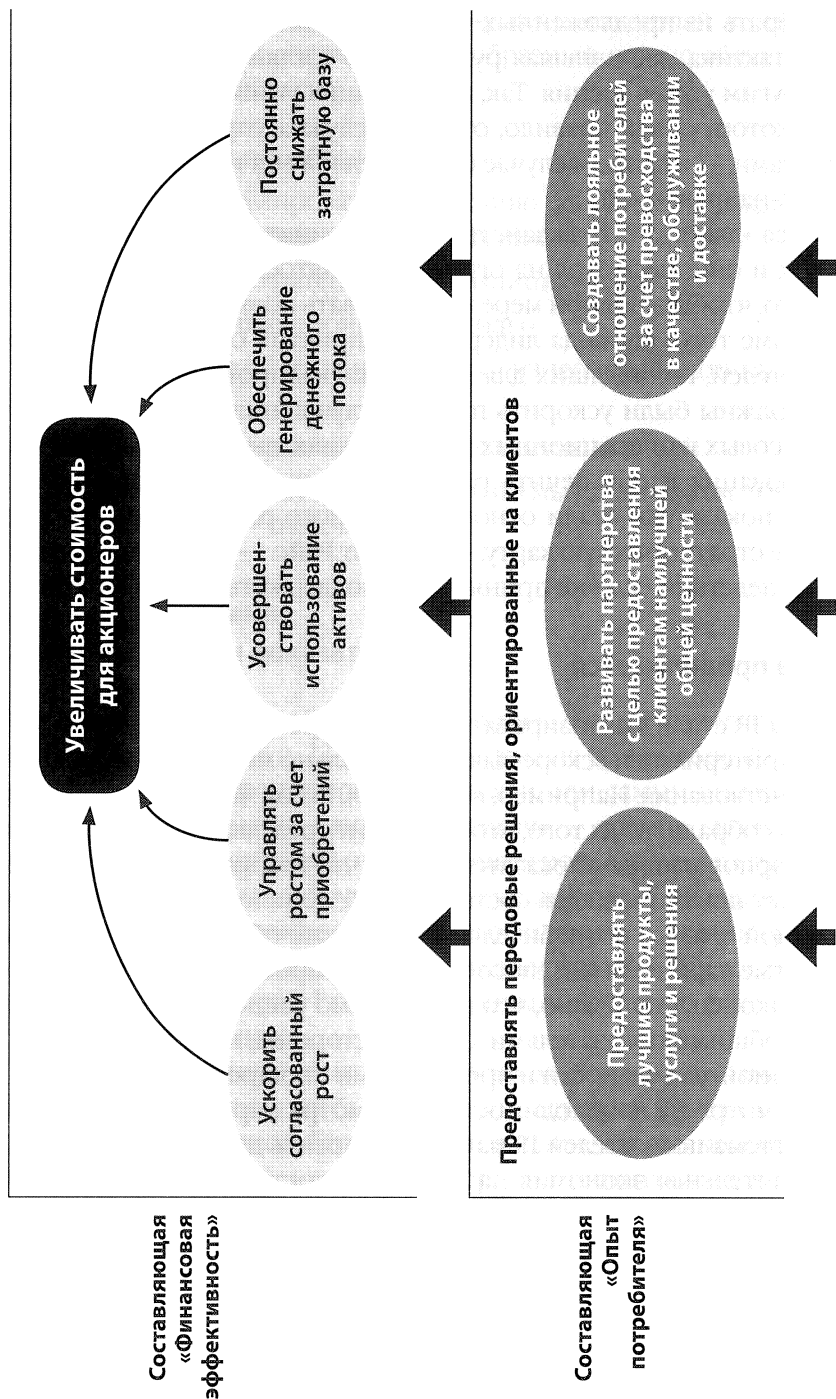 Составляющая
«Финансовая
эффективность»
Увеличивать стоимость
для акционеров
Ускорить
согласованный
рост
Управлять
ростом за счет
приобретений
Усовершен-
ствовать
использование
активов
Обеспечить
генерирование
денежного
потока
Постоянно
снижать
затратную базу
Составляющая
«Опыт
потребителя»
Предоставлять передовые решения, ориентированные на клиентов
Предоставлять
лучшие продукты,
услуги и решения
Развивать партнерства
с целью предоставления
клиентам наилучшей
общей ценности
Создавать лояльное
отношение потребителей
за счет превосходства
в качестве, обслуживании
и доставке